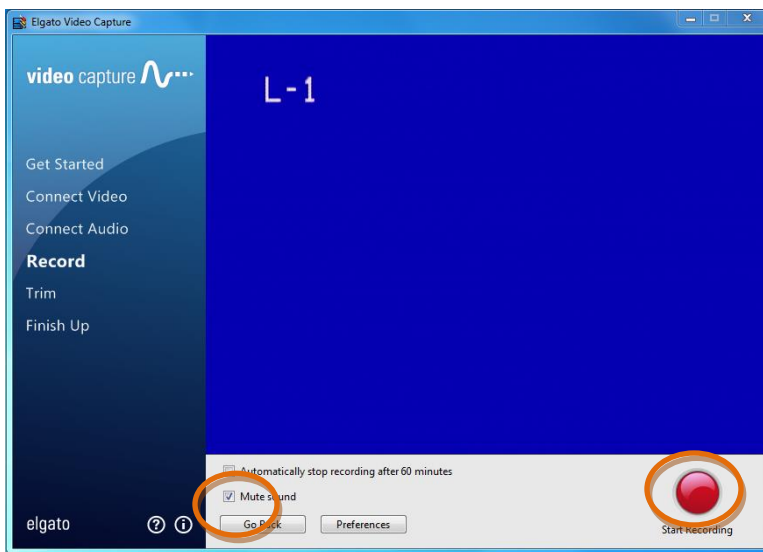 Elgato Video Capture
video capture
L-1
Get Started
Connect Video
Connect Audio
Record
Trim
Finish Up
Automatically stop recording after 60 minutes
Mute sound
Go Back
Preferences
Start Recording
elgato